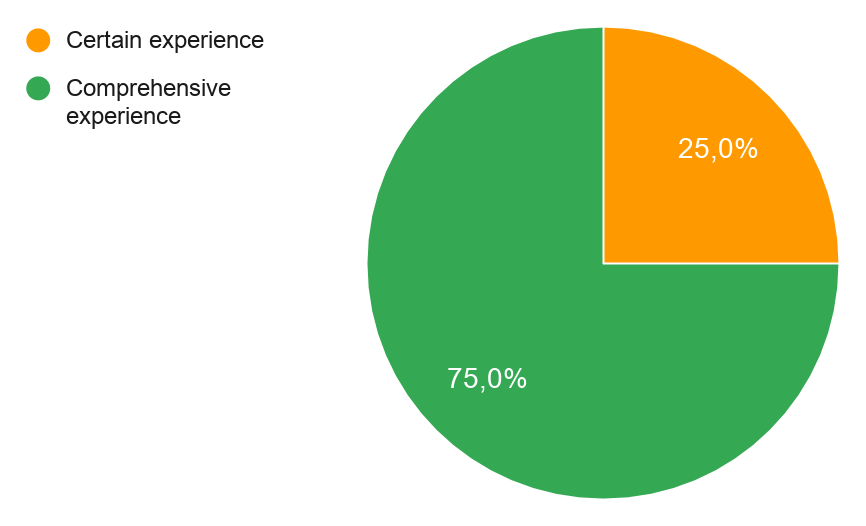 Certain experience
Comprehensive
experience
25,0%
75,0%